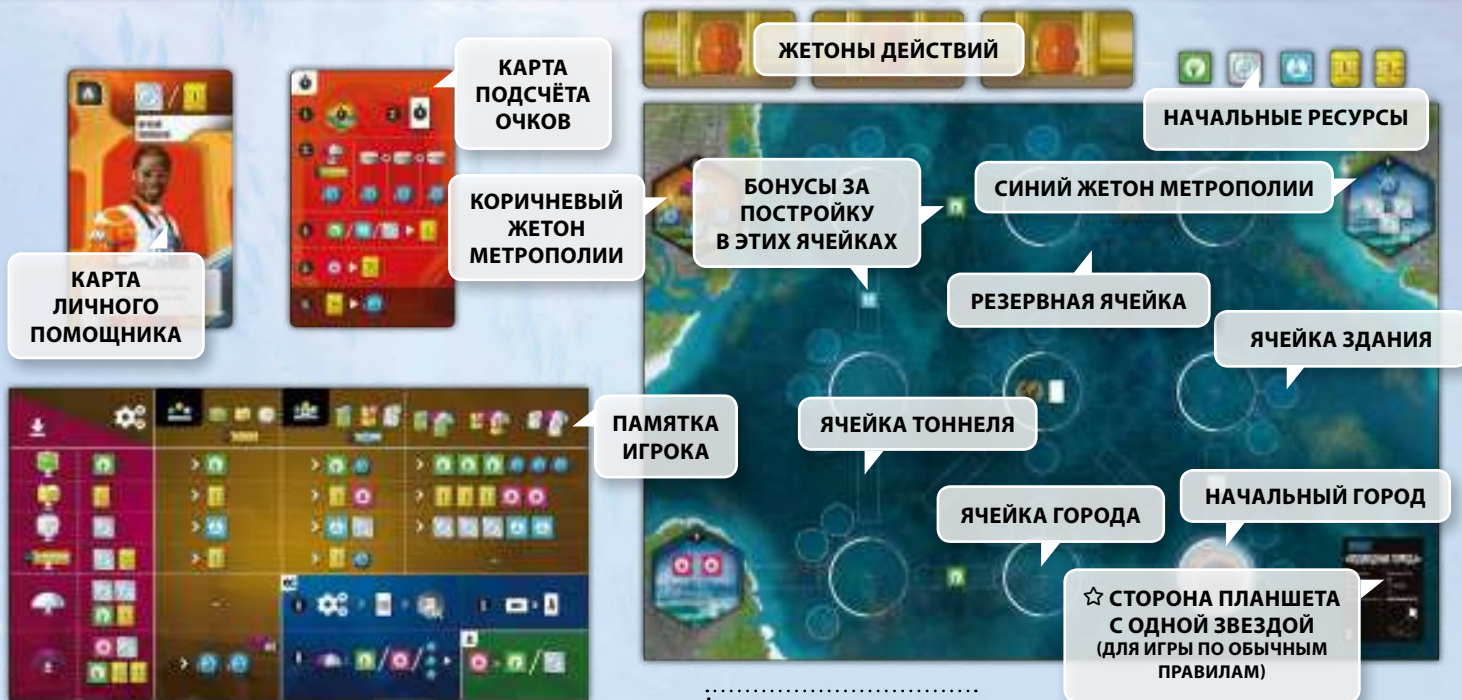 ЖЕТОНЫ ДЕЙСТВИЙ
КАРТА
ПОДСЧЁТА
ОЧКОВ
НАЧАЛЬНЫЕ РЕСУРСЫ
КОРИЧНЕВЫЙ
ЖЕТОН
МЕТРОПОЛИИ
БОНУСЫ ЗА
ПОСТРОЙКУ
В ЭТИХ ЯЧЕЙКАХ
СИНИЙ ЖЕТОН МЕТРОПОЛИИ
КАРТА
ЛИЧНОГО
ПОМОЩНИКА
РЕЗЕРВНАЯ ЯЧЕЙКА
ЯЧЕЙКА ЗДАНИЯ
ПАМЯТКА
ИГРОКА
ЯЧЕЙКА ТОННЕЛЯ
ЯЧЕЙКА ГОРОДА
НАЧАЛЬНЫЙ ГОРОД
☆ СТОРОНА ПЛАНШЕТА
С ОДНОЙ ЗВЕЗДОЙ
(ДЛЯ ИГРЫ ПО ОБЫЧНЫМ
ПРАВИЛАМ)